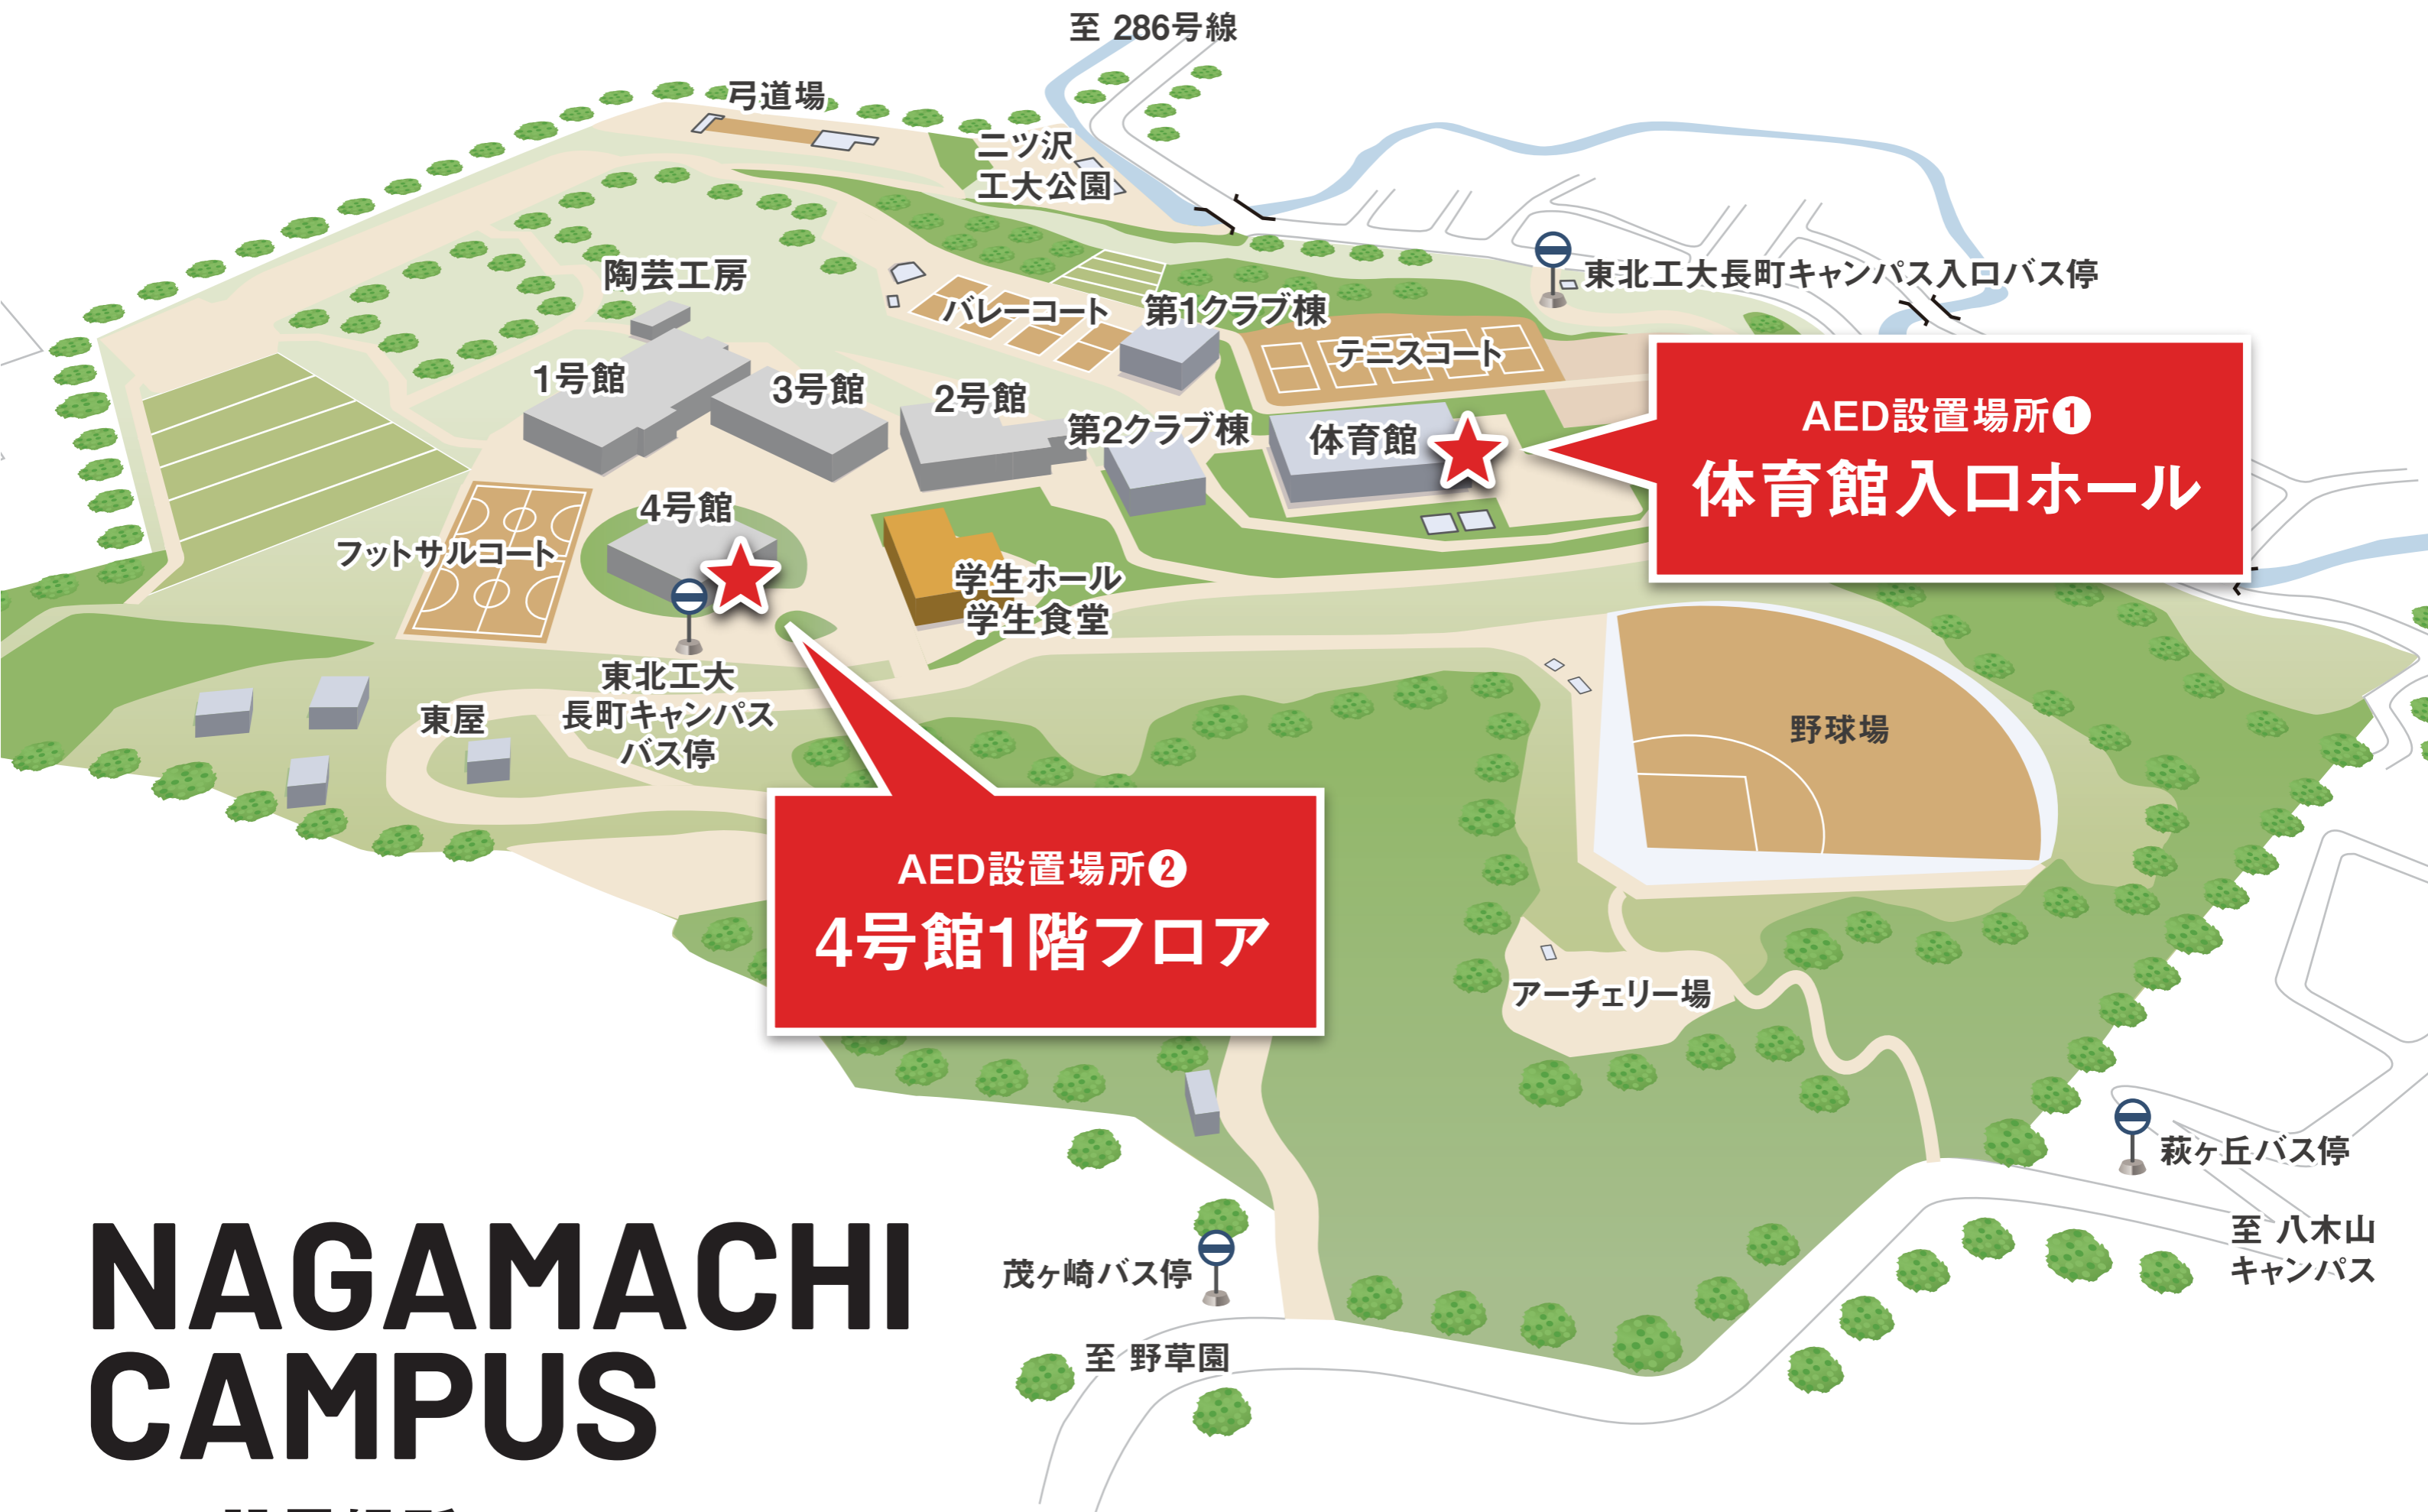 至 286号線
弓道場
二ツ沢
工大公園
陶芸工房
東北工大長町キャンパス入口バス停
バレーコート
第1クラブ棟
テニスコート
1号館
3号館
2号館
第2クラブ棟
体育館
AED設置場所❶
体育館入口ホール
4号館
フットサルコート
学生ホール
学生食堂
東北工大
長町キャンパス
バス停
東屋
野球場
AED設置場所❷
4号館1階フロア
アーチェリー場
萩ヶ丘バス停
至 八木山
キャンパス
茂ヶ崎バス停
至 野草園
NAGAMACHI
CAMPUS